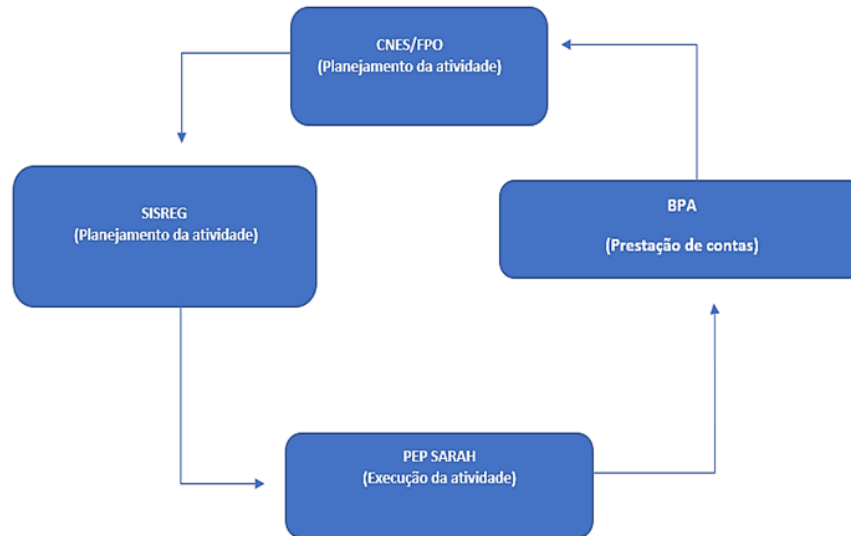 CNES/FPO
(Planejamento da atividade)
SISREG
(Planejamento da atividade)
BPA
(Prestação de contas)
PEP SARAH
(Execução da atividade)